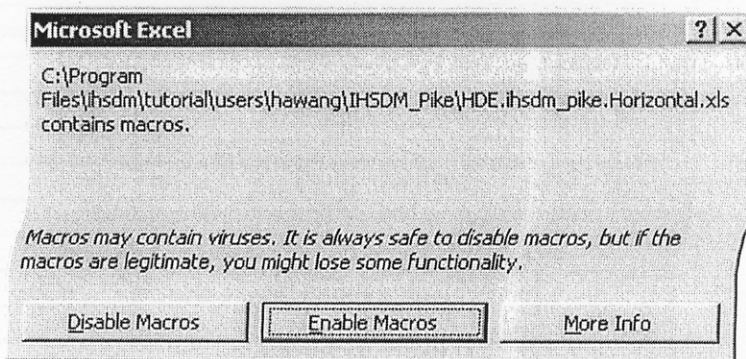 Microsoft Excel
? ×
C:\Program
Files\ihsdm\tutorial\users\hawang\IHSDM_Pike\HDE.ihsdm_pike.Horizontal.xls
contains macros.
Macros may contain viruses. It is always safe to disable macros, but if the
macros are legitimate, you might lose some functionality.
Disable Macros Enable Macros More Info